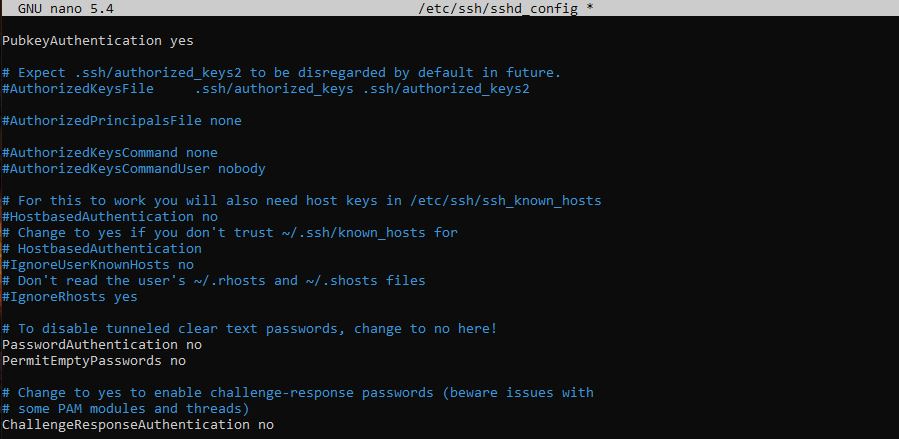 GNU nano 5.4 /etc/ssh/sshd_config *
PubkeyAuthentication yes
# Expect .ssh/authorized_keys2 to be disregarded by default in future.
#AuthorizedKeysFile     .ssh/authorized_keys .ssh/authorized_keys2
#AuthorizedPrincipalsFile none
#AuthorizedKeysCommand none
#AuthorizedKeysCommandUser nobody
# For this to work you will also need host keys in /etc/ssh/ssh_known_hosts
#HostbasedAuthentication no
# Change to yes if you don't trust ~/.ssh/known_hosts for
# HostbasedAuthentication
#IgnoreUserKnownHosts no
# Don't read the user's ~/.rhosts and ~/.shosts files
#IgnoreRhosts yes
# To disable tunneled clear text passwords, change to no here!
PasswordAuthentication no
PermitEmptyPasswords no
# Change to yes to enable challenge-response passwords (beware issues with
# some PAM modules and threads)
ChallengeResponseAuthentication no